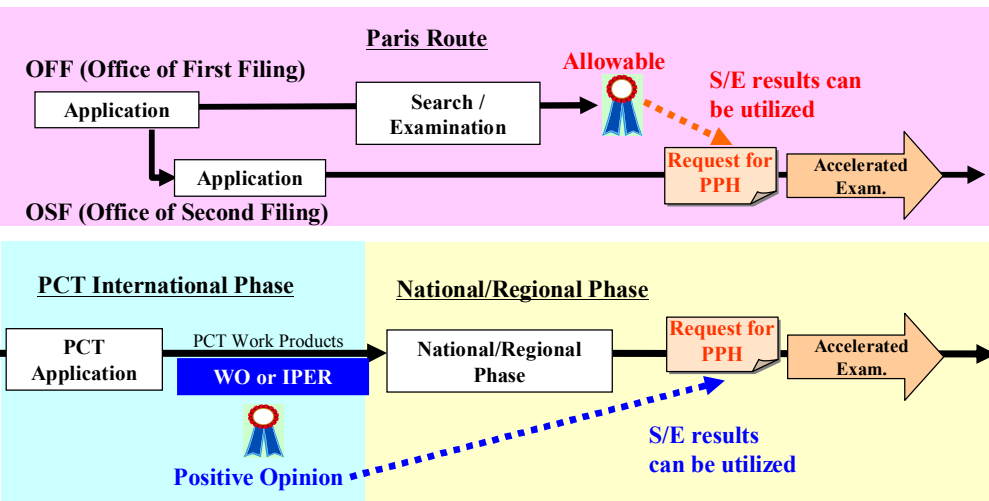 Paris Route
OFF (Office of First Filing)
Application
Search /
Examination
Allowable
S/E results can
be utilized
Application
OSF (Office of Second Filing)
Request for
PPH
Accelerated
Exam.
PCT International Phase
National/Regional Phase
PCT
Application
PCT Work Products
WO or IPER
National/Regional
Phase
Request for
PPH
Accelerated
Exam.
Positive Opinion
S/E results
can be utilized